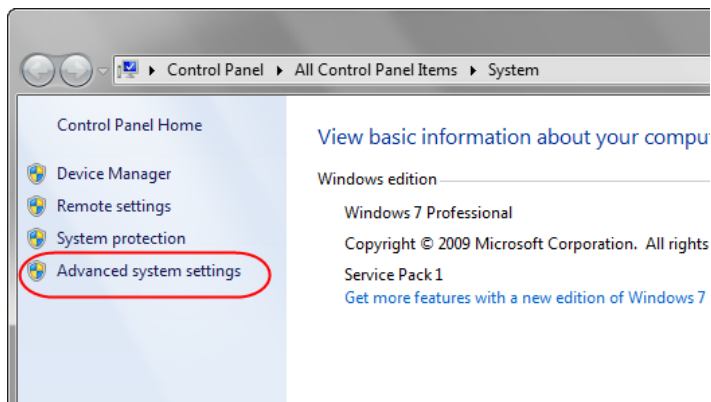 Control Panel ▸ All Control Panel Items ▸ System
Control Panel Home
Device Manager
Remote settings
System protection
Advanced system settings
View basic information about your
Windows edition
Windows 7 Professional
Copyright © 2009 Microsoft Corporation. All rights
Service Pack 1
Get more features with a new edition of Windows 7